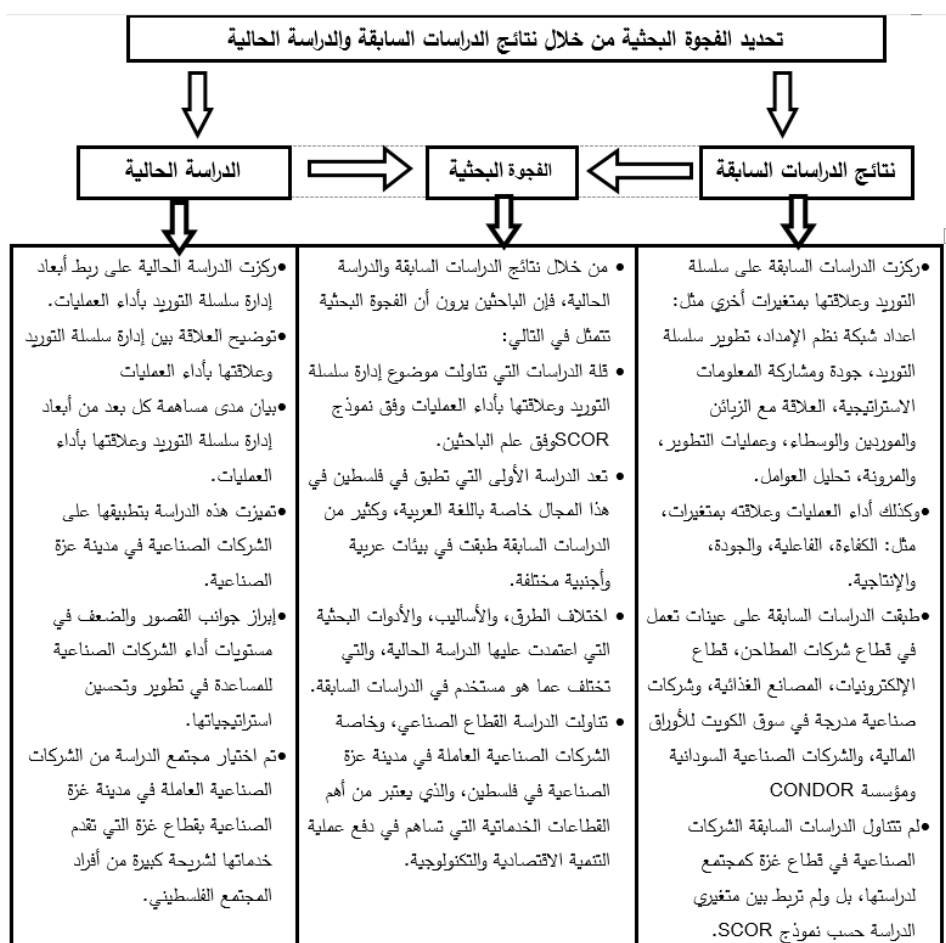 تحديد الفجوة البحثية من خلال نتائج الدراسات السابقة والدراسة الحالية
نتائج الدراسات السابقة
الفجوة البحثية
الدراسة الحالية
•ركزت الدراسات السابقة على سلسلة
التوريد وعلاقتها بمتغيرات أخري مثل:
اعداد شبكة نظم الإمداد، تطوير سلسلة
التوريد، جودة ومشاركة المعلومات
الاستراتيجية، العلاقة مع الزبائن
والموردين والوسطاء، وعمليات التطوير،
والمرونة، تحليل العوامل.
•وكذلك أداء العمليات وعلاقته بمتغيرات،
مثل: الكفاءة، الفاعلية، والجودة،
والإنتاجية.
•طبقت الدراسات السابقة على عينات تعمل
في قطاع شركات المطاحن، قطاع
الإلكترونيات، المصانع الغذائية، وشركات
صناعية مدرجة في سوق الكويت للأوراق
المالية، والشركات الصناعية السودانية
ومؤسسة CONDOR
•لم تتناول الدراسات السابقة الشركات
الصناعية في قطاع غزة كمجتمع
لدراستها، بل ولم تربط بين متغيري
الدراسة حسب نموذج SCOR.
• من خلال نتائج الدراسات السابقة والدراسة
الحالية، فإن الباحثين يرون أن الفجوة البحثية
تتمثل في التالي:
• قلة الدراسات التي تناولت موضوع إدارة سلسلة
التوريد وعلاقتها بأداء العمليات وفق نموذج
SCORوفق علم الباحثين.
• تعد الدراسة الأولى التي تطبق في فلسطين في
هذا المجال خاصة باللغة العربية، وكثير من
الدراسات السابقة طبقت في بيئات عربية
وأجنبية مختلفة.
• اختلاف الطرق، والأساليب، والأدوات البحثية
التي اعتمدت عليها الدراسة الحالية، والتي
تختلف عما هو مستخدم في الدراسات السابقة.
• تناولت الدراسة القطاع الصناعي، وخاصة
الشركات الصناعية العاملة في مدينة غزة
الصناعية في فلسطين، والذي يعتبر من أهم
القطاعات الخدماتية التي تساهم في دفع عملية
التنمية الاقتصادية والتكنولوجية.
•ركزت الدراسة الحالية على ربط أبعاد
إدارة سلسلة التوريد بأداء العمليات.
•توضيح العلاقة بين إدارة سلسلة التوريد
وعلاقتها بأداء العمليات
•بيان مدى مساهمة كل بعد من أبعاد
إدارة سلسلة التوريد وعلاقتها بأداء
العمليات.
•تميزت هذه الدراسة بتطبيقها على
الشركات الصناعية في مدينة غزة
الصناعية.
•إبراز جوانب القصور والضعف في
مستويات أداء الشركات الصناعية
للمساعدة في تطوير وتحسين
استراتيجياتها.
•تم اختيار مجتمع الدراسة من الشركات
الصناعية العاملة في مدينة غزة
الصناعية بقطاع غزة التي تقدم
خدماتها لشريحة كبيرة من أفراد
المجتمع الفلسطيني.